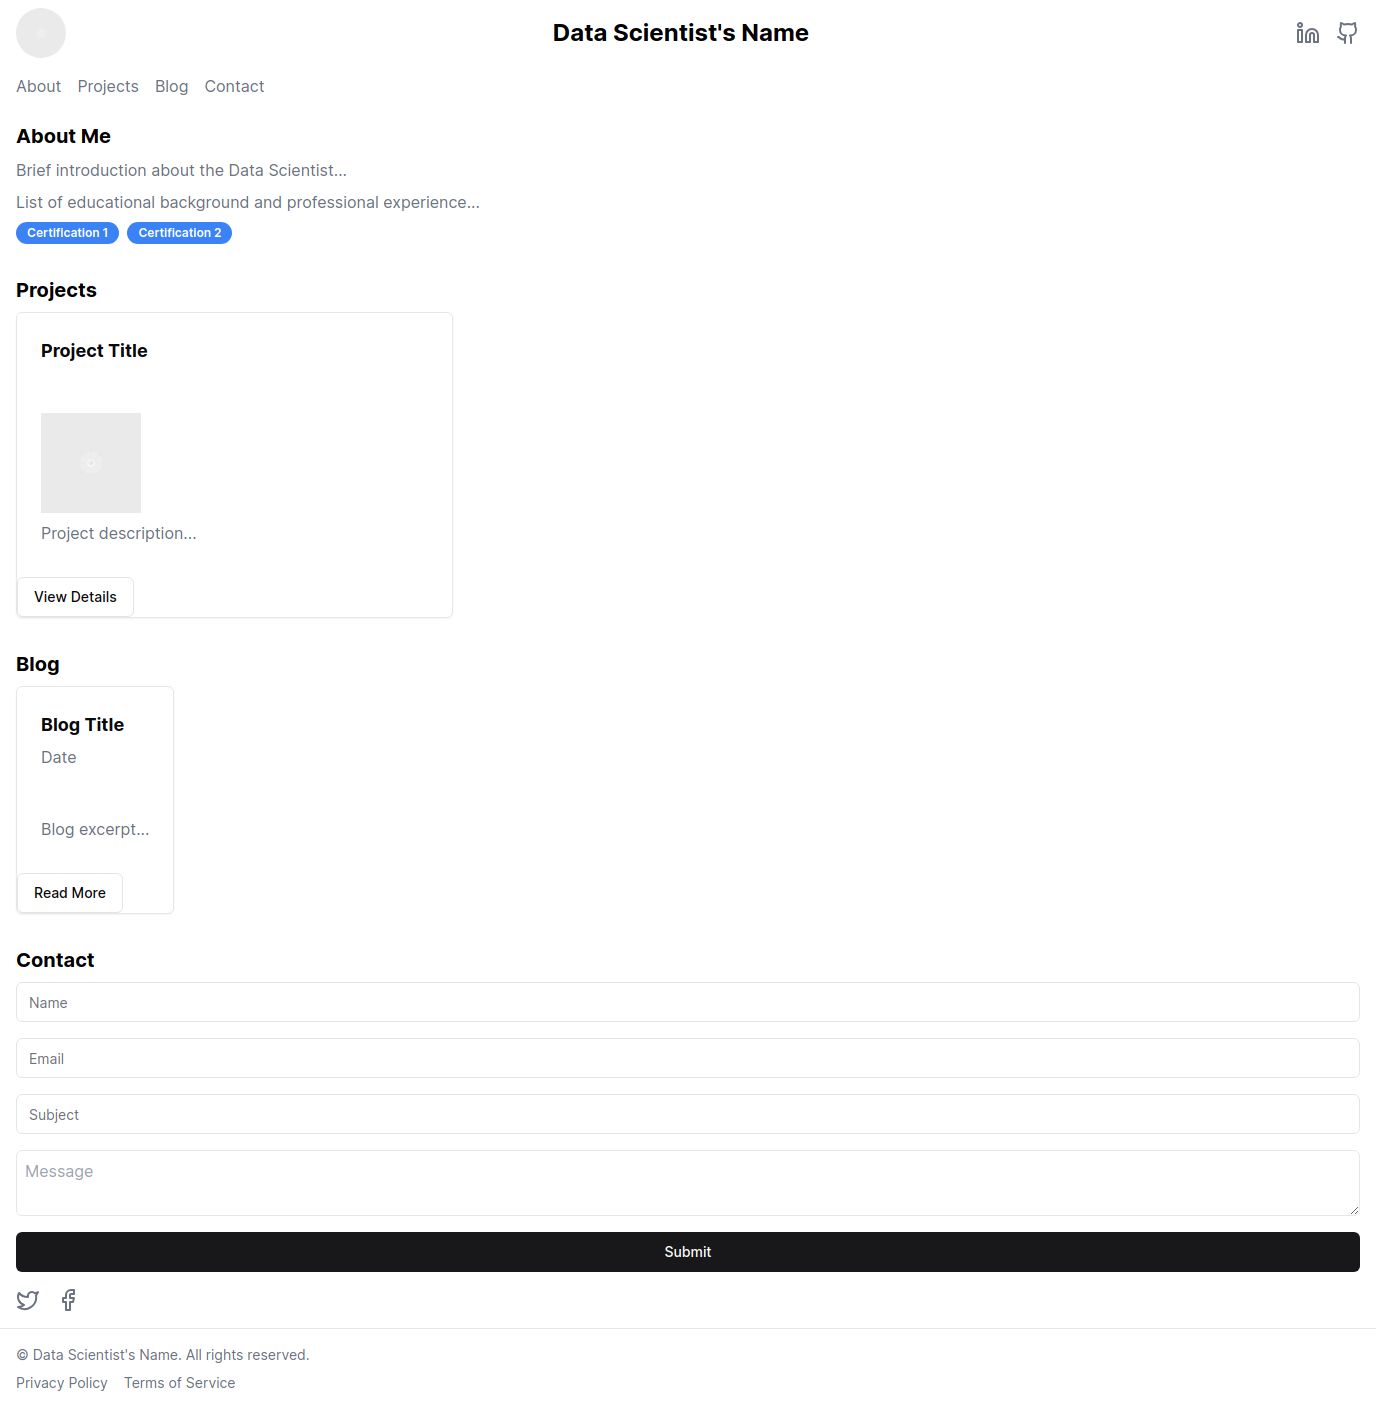 Data Scientist's Name
About Projects Blog Contact
About Me
Brief introduction about the Data Scientist...
List of educational background and professional experience...
Certification 1 Certification 2
Projects
Project Title
Project description...
View Details
Blog
Blog Title
Date
Blog excerpt...
Read More
Contact
Name
Email
Subject
Message
Submit
© Data Scientist's Name. All rights reserved.
Privacy Policy Terms of Service